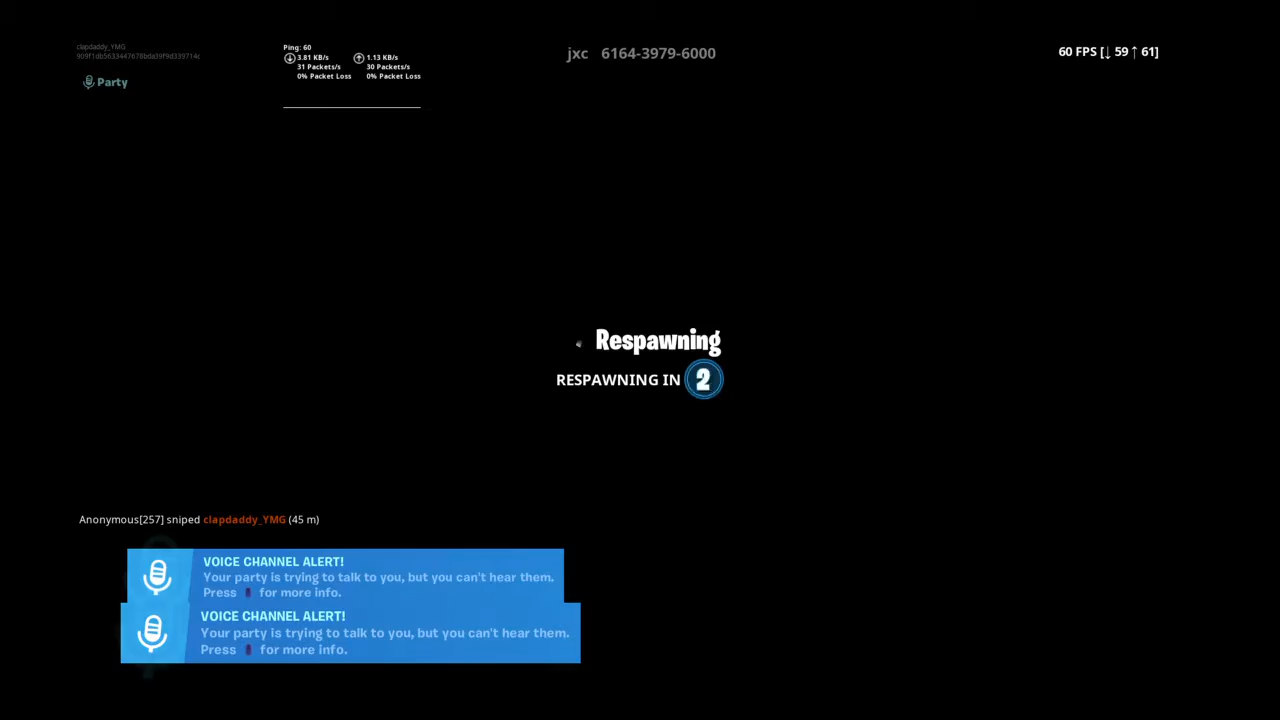 clapdaddy_YMG
909f1db5633447678bda39f9d339714c
Party
Ping: 60
3.81 KB/s
31 Packets/s
0% Packet Loss
1.13 KB/s
30 Packets/s
0% Packet Loss
jxc 6164-3979-6000
60 FPS [↓ 59 ↑ 61]
Respawning
RESPAWNING IN 2
Anonymous[257] sniped clapdaddy_YMG (45 m)
VOICE CHANNEL ALERT!
Your party is trying to talk to you, but you can't hear them.
Press for more info.
VOICE CHANNEL ALERT!
Your party is trying to talk to you, but you can't hear them.
Press for more info.